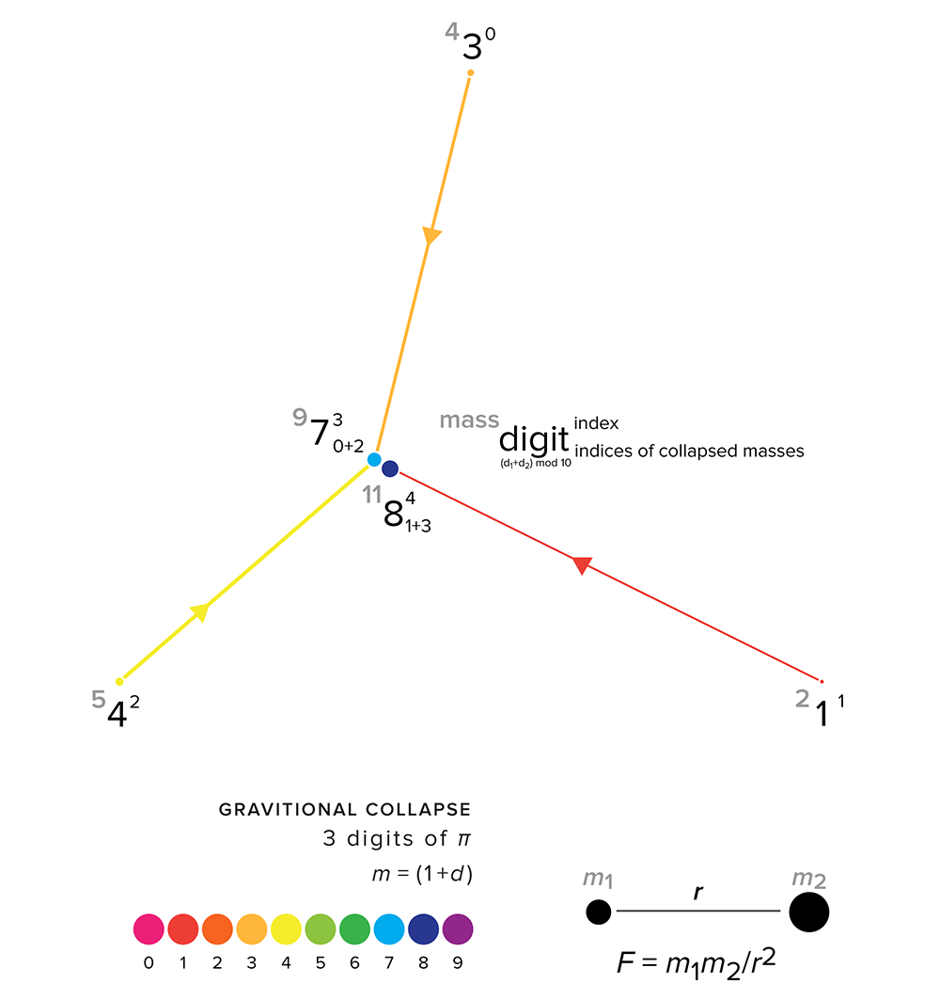 4 3 0
9 7 3 0+2
mass digit index
(d₁+d₂) mod 10 indices of collapsed masses
11 8 4 1+3
5 4 2
2 1 1
GRAVITIONAL COLLAPSE
3 digits of π
m = (1+d)
m₁ r m₂
0 1 2 3 4 5 6 7 8 9
F = m₁m₂/r²